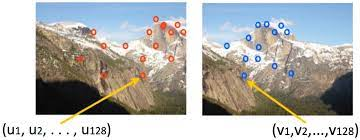 (u1, u2, . . . , u128)
(v1,v2,...,v128)